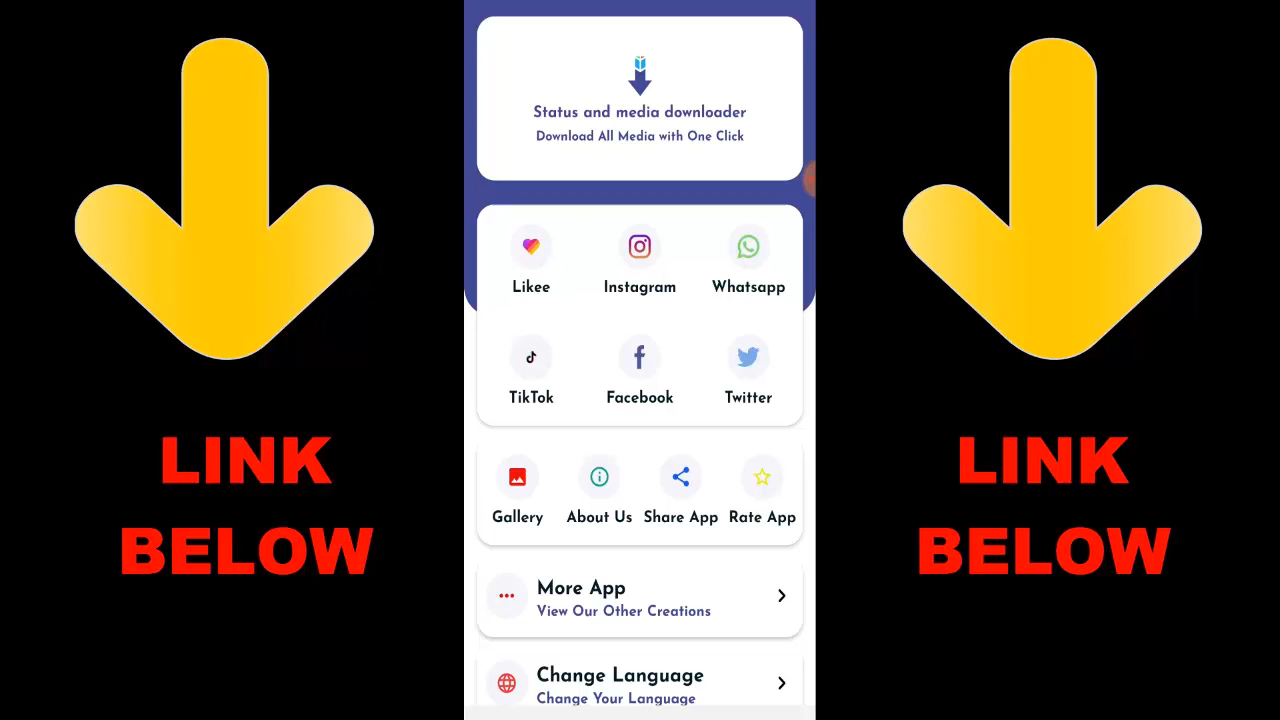 Status and media downloader
Download All Media with One Click
Likee Instagram Whatsapp
TikTok Facebook Twitter
Gallery About Us Share App Rate App
More App
View Our Other Creations
Change Language
Change Your Language
LINK
BELOW
LINK
BELOW